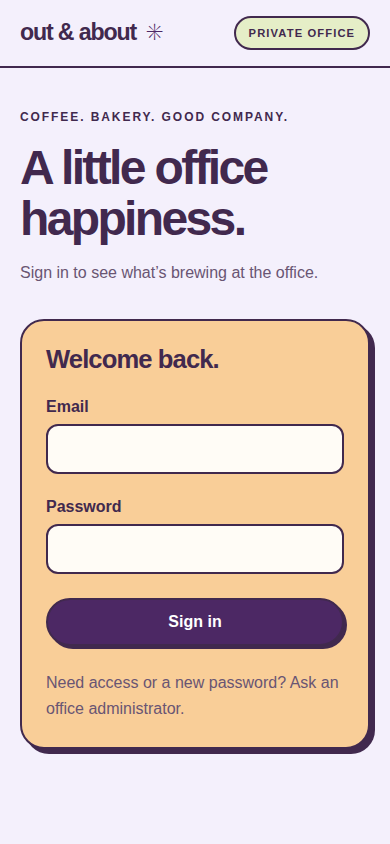 out & about ✳
PRIVATE OFFICE
COFFEE. BAKERY. GOOD COMPANY.
A little office
happiness.
Sign in to see what’s brewing at the office.
Welcome back.
Email
Password
Sign in
Need access or a new password? Ask an
office administrator.